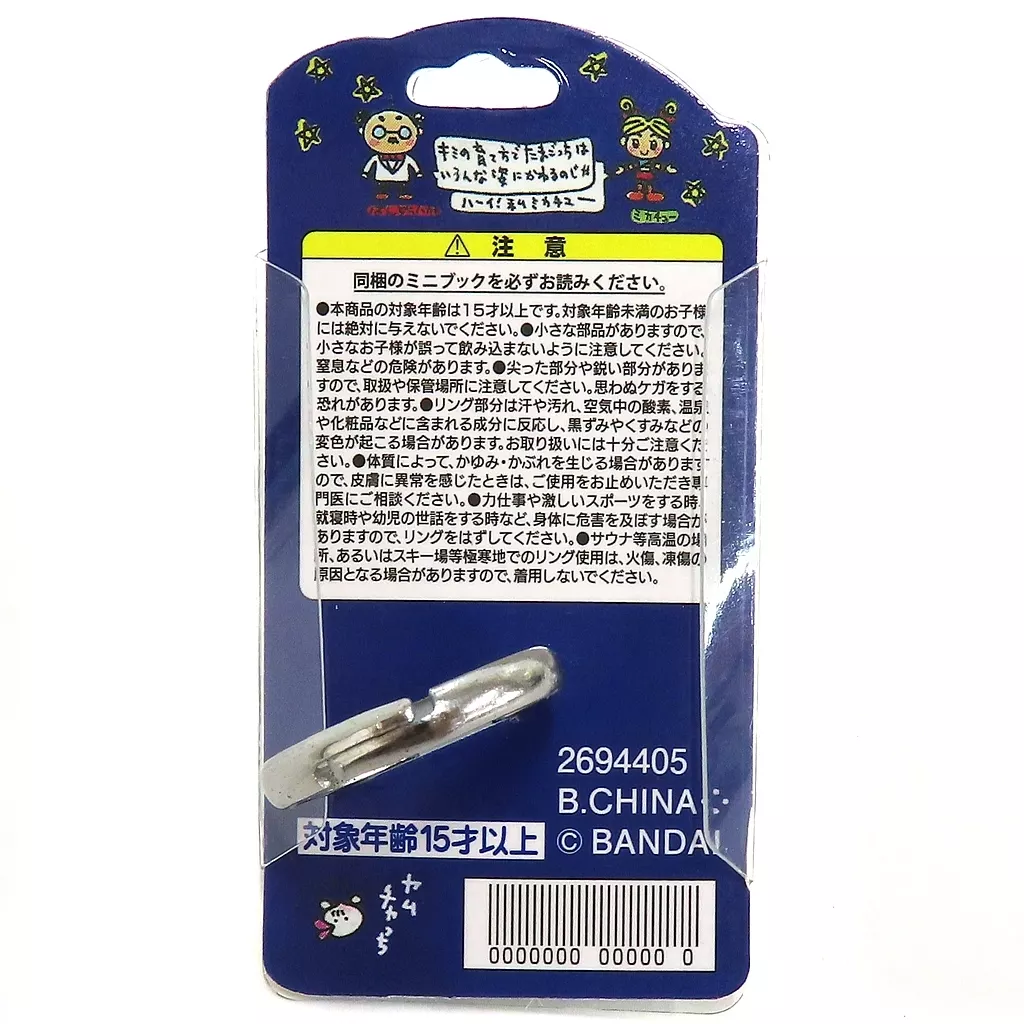 キミの育て方でたまごっちは
いろんな姿にかわるのじゃ
ハーイ!私ミカチュー
ミカチュー
注意
同梱のミニブックを必ずお読みください。
●本商品の対象年齢は15才以上です。対象年齢未満のお子様
には絶対に与えないでください。●小さな部品がありますので、
小さなお子様が誤って飲み込まないように注意してください。
窒息などの危険があります。●尖った部分や鋭い部分がありま
すので、取扱や保管場所に注意してください。思わぬケガをする
恐れがあります。●リング部分は汗や汚れ、空気中の酸素、温泉
や化粧品などに含まれる成分に反応し、黒ずみやくすみなどの
変色が起こる場合があります。お取り扱いには十分ご注意くだ
さい。●体質によって、かゆみ・かぶれを生じる場合があります
ので、皮膚に異常を感じたときは、ご使用をお止めいただき専
門医にご相談ください。●力仕事や激しいスポーツをする時、
就寝時や幼児の世話をする時など、身体に危害を及ぼす場合が
ありますので、リングをはずしてください。●サウナ等高温の場
所、あるいはスキー場等極寒地でのリング使用は、火傷、凍傷の
原因となる場合がありますので、着用しないでください。
2694405
B.CHINA
対象年齢15才以上
© BANDAI
0000000 00000 0